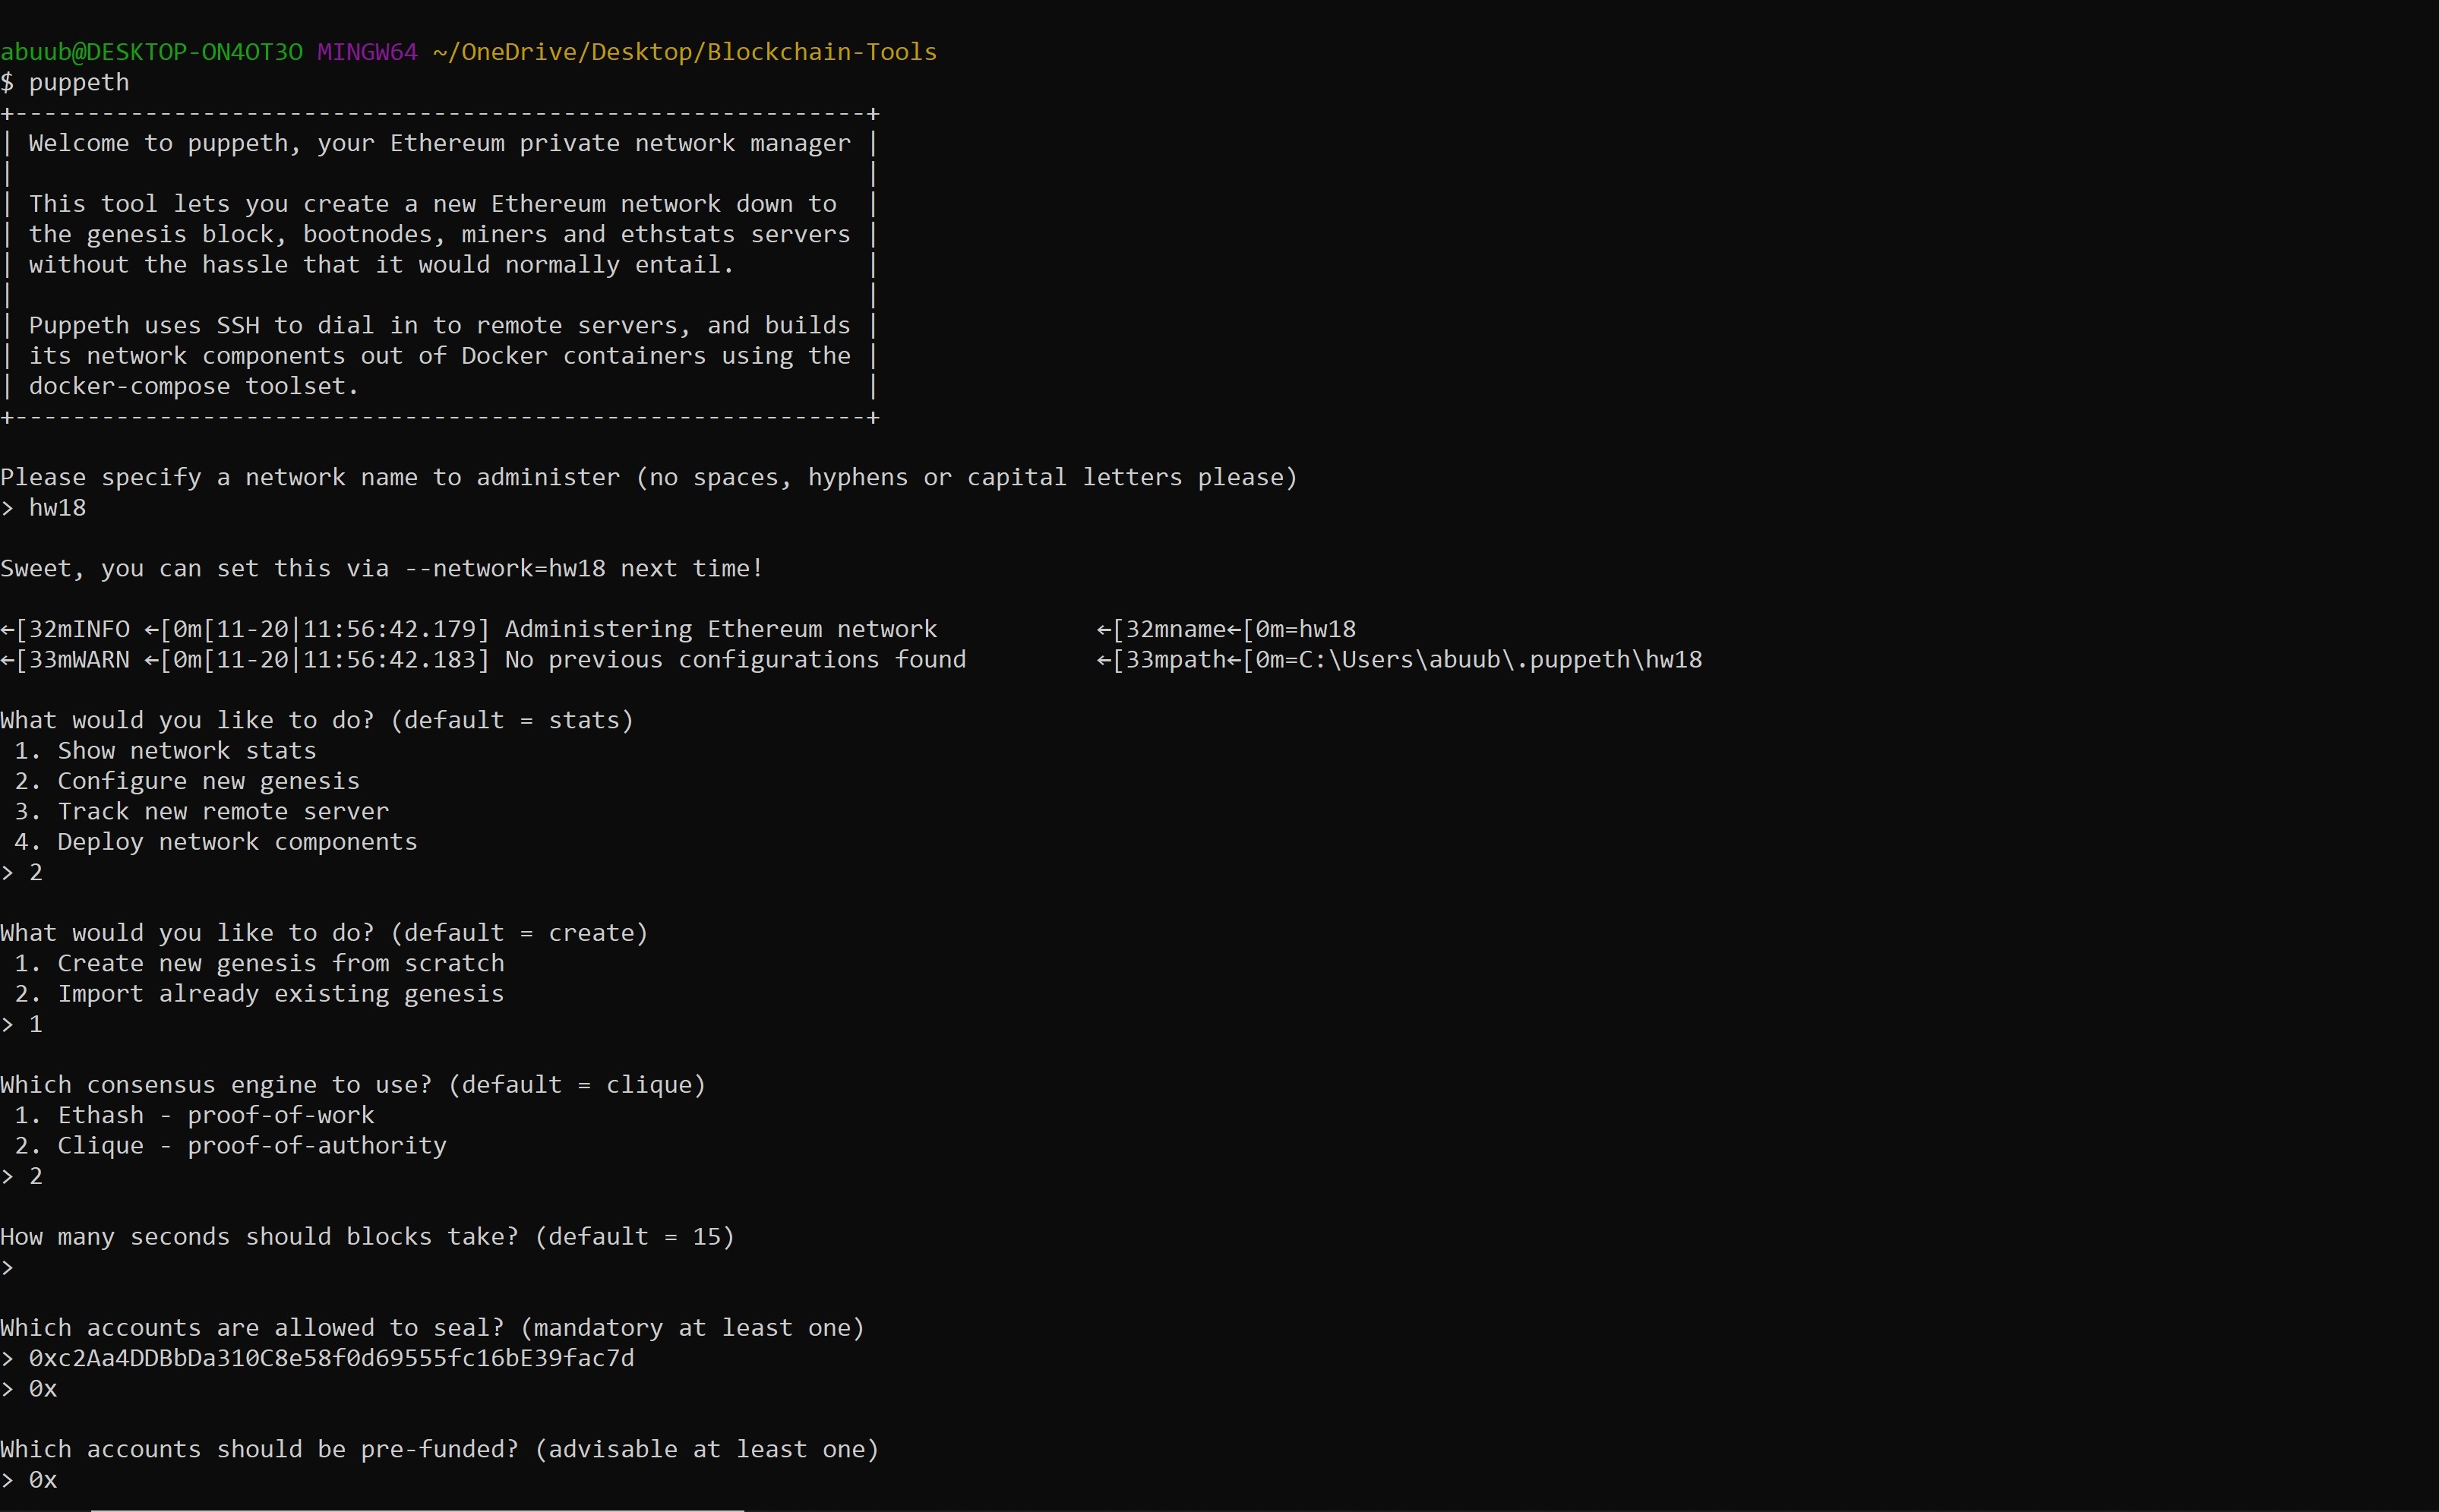 abuub@DESKTOP-ON4OT3O MINGW64 ~/OneDrive/Desktop/Blockchain-Tools
$ puppeth
+-----------------------------------------------------------+
| Welcome to puppeth, your Ethereum private network manager |
|                                                           |
| This tool lets you create a new Ethereum network down to  |
| the genesis block, bootnodes, miners and ethstats servers |
| without the hassle that it would normally entail.         |
|                                                           |
| Puppeth uses SSH to dial in to remote servers, and builds |
| its network components out of Docker containers using the |
| docker-compose toolset.                                   |
+-----------------------------------------------------------+
Please specify a network name to administer (no spaces, hyphens or capital letters please)
> hw18
Sweet, you can set this via --network=hw18 next time!
←[32mINFO ←[0m[11-20|11:56:42.179] Administering Ethereum network           ←[32mname←[0m=hw18
←[33mWARN ←[0m[11-20|11:56:42.183] No previous configurations found         ←[33mpath←[0m=C:\Users\abuub\.puppeth\hw18
What would you like to do? (default = stats)
 1. Show network stats
 2. Configure new genesis
 3. Track new remote server
 4. Deploy network components
> 2
What would you like to do? (default = create)
 1. Create new genesis from scratch
 2. Import already existing genesis
> 1
Which consensus engine to use? (default = clique)
 1. Ethash - proof-of-work
 2. Clique - proof-of-authority
> 2
How many seconds should blocks take? (default = 15)
>
Which accounts are allowed to seal? (mandatory at least one)
> 0xc2Aa4DDBbDa310C8e58f0d69555fc16bE39fac7d
> 0x
Which accounts should be pre-funded? (advisable at least one)
> 0x